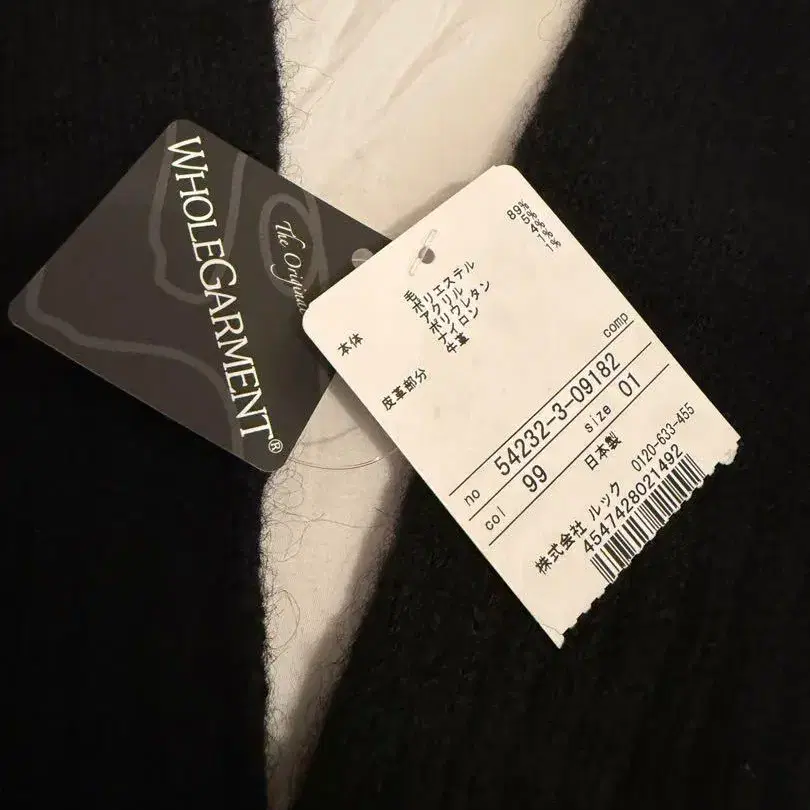 WHOLEGARMENT®
The Original
本体
毛 89%
ポリエステル 5%
アクリル 4%
ポリウレタン 1%
ナイロン 1%
皮革部分
牛革
comp
no 54232-3-09182
col 99 size 01
日本製
株式会社 ルック 0120-633-455
4547428021492